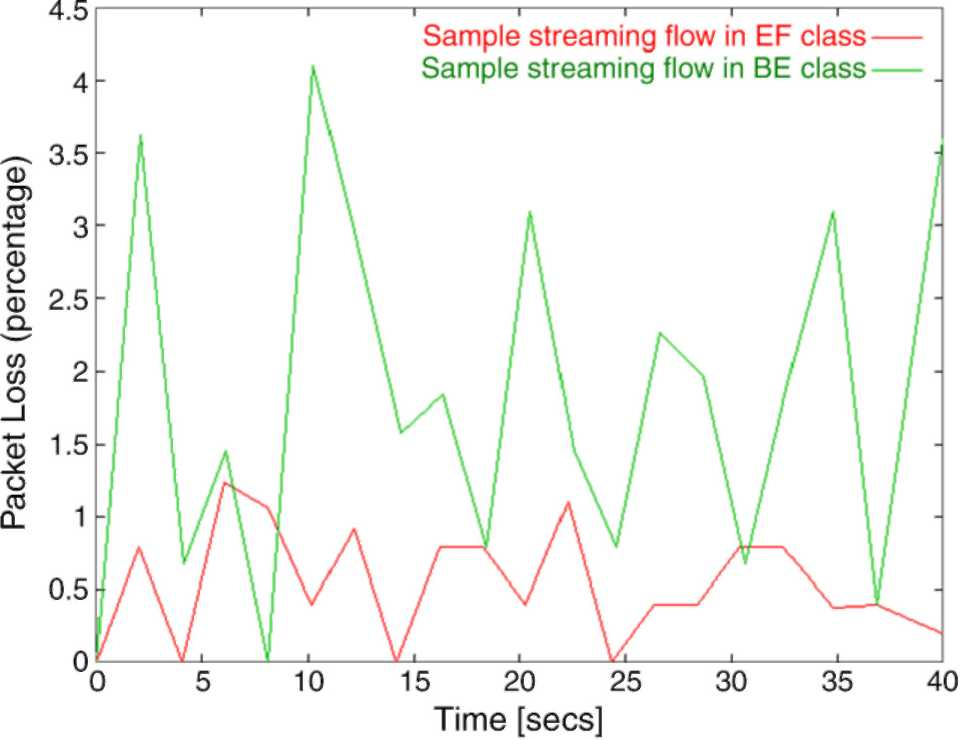 4.5
Sample streaming flow in EF class
Sample streaming flow in BE class
4
3.5
3
2.5
2
1.5
1
0.5
0
Packet Loss (percentage)
0 5 10 15 20 25 30 35 40
Time [secs]